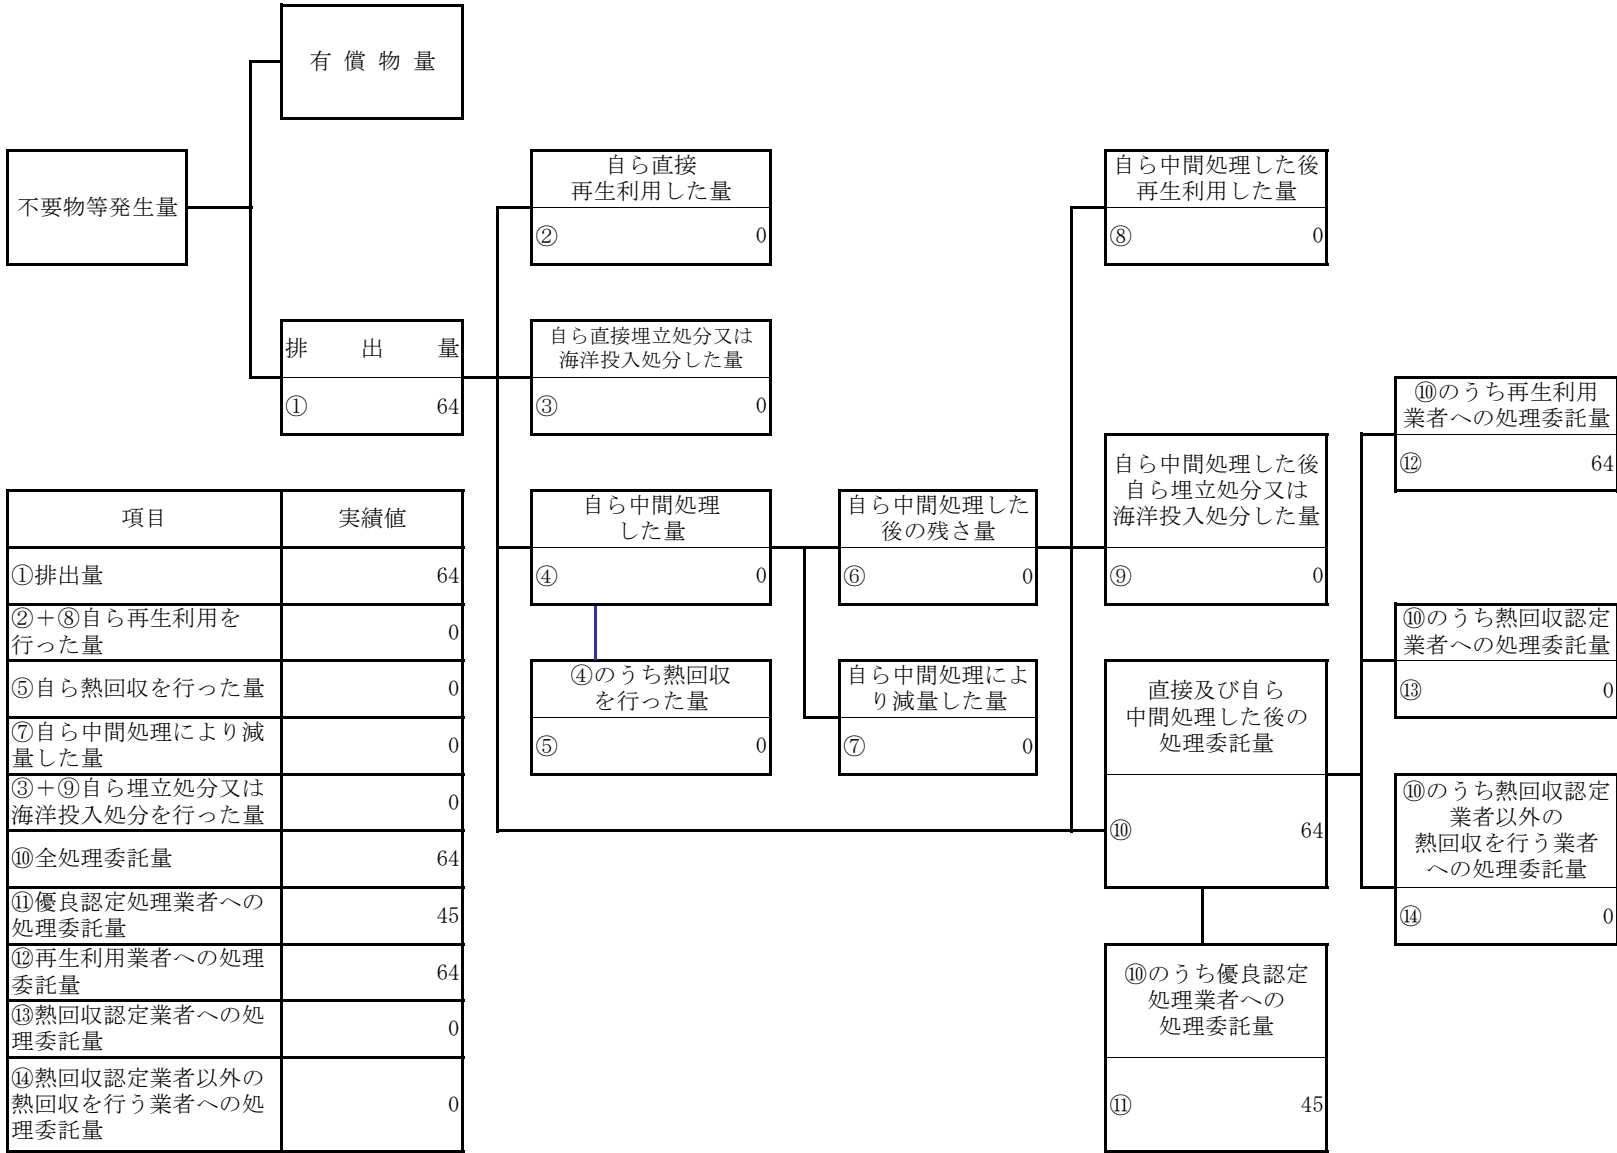 有償物量
不要物等発生量
自ら直接
再生利用した量
② 0
自ら中間処理した後
再生利用した量
⑧ 0
排出量
① 64
自ら直接埋立処分又は
海洋投入処分した量
③ 0
⑩のうち再生利用
業者への処理委託量
⑫ 64
自ら中間処理
した量
④ 0
自ら中間処理した
後の残さ量
⑥ 0
自ら中間処理した後
自ら埋立処分又は
海洋投入処分した量
⑨ 0
⑩のうち熱回収認定
業者への処理委託量
⑬ 0
④のうち熱回収
を行った量
⑤ 0
自ら中間処理によ
り減量した量
⑦ 0
直接及び自ら
中間処理した後の
処理委託量
⑩ 64
⑩のうち熱回収認定
業者以外の
熱回収を行う業者
への処理委託量
⑭ 0
⑩のうち優良認定
処理業者への
処理委託量
⑪ 45
項目 実績値
①排出量 64
②＋⑧自ら再生利用を
行った量 0
⑤自ら熱回収を行った量 0
⑦自ら中間処理により減
量した量 0
③＋⑨自ら埋立処分又は
海洋投入処分を行った量 0
⑩全処理委託量 64
⑪優良認定処理業者への
処理委託量 45
⑫再生利用業者への処理
委託量 64
⑬熱回収認定業者への処
理委託量 0
⑭熱回収認定業者以外の
熱回収を行う業者への処
理委託量 0